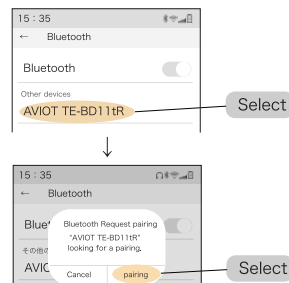 15：35
← Bluetooth
Bluetooth
Other devices
AVIOT TE-BD11tR
Select
↓
15：35
← Bluetooth
Blue
Bluetooth Request pairing
"AVIOT TE-BD11tR"
looking for a pairing.
その他の
AVIO
Cancel pairing
Select